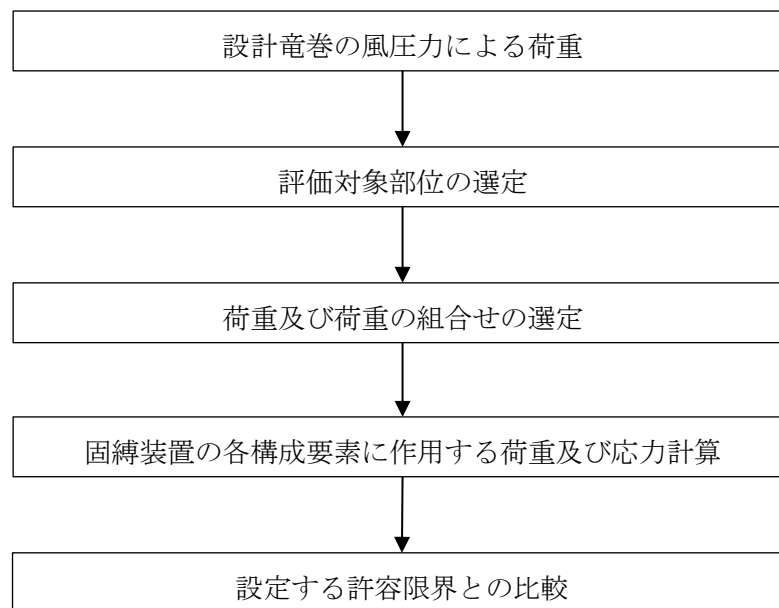 設計竜巻の風圧力による荷重
評価対象部位の選定
荷重及び荷重の組合せの選定
固縛装置の各構成要素に作用する荷重及び応力計算
設定する許容限界との比較